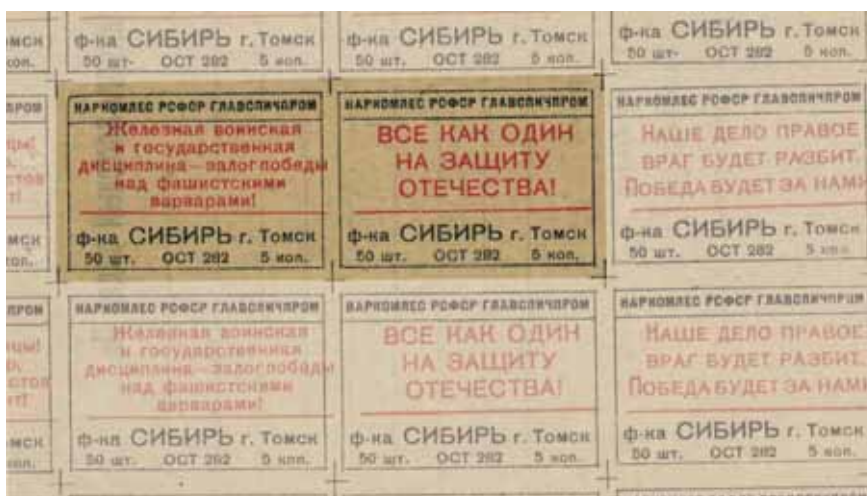 ф-ка СИБИРЬ г. Томск
50 шт. ОСТ 282 5 коп.
ф-ка СИБИРЬ г. Томск
50 шт. ОСТ 282 5 коп.
ф-ка СИБИРЬ г. Томск
50 шт. ОСТ 282 5 коп.
НАРКОМЛЕС РСФСР ГЛАВСПИЧПРОМ
Железная воинская
и государственная
дисциплина—залог победы
над фашистскими
варварами!
ф-ка СИБИРЬ г. Томск
50 шт. ОСТ 282 5 коп.
НАРКОМЛЕС РСФСР ГЛАВСПИЧПРОМ
ВСЕ КАК ОДИН
НА ЗАЩИТУ
ОТЕЧЕСТВА!
ф-ка СИБИРЬ г. Томск
50 шт. ОСТ 282 5 коп.
НАРКОМЛЕС РСФСР ГЛАВСПИЧПРОМ
НАШЕ ДЕЛО ПРАВОЕ
ВРАГ БУДЕТ РАЗБИТ.
ПОБЕДА БУДЕТ ЗА НАМИ
ф-ка СИБИРЬ г. Томск
50 шт. ОСТ 282 5 коп.
НАРКОМЛЕС РСФСР ГЛАВСПИЧПРОМ
Железная воинская
и государственная
дисциплина—залог победы
над фашистскими
варварами!
ф-ка СИБИРЬ г. Томск
50 шт. ОСТ 282 5 коп.
НАРКОМЛЕС РСФСР ГЛАВСПИЧПРОМ
ВСЕ КАК ОДИН
НА ЗАЩИТУ
ОТЕЧЕСТВА!
ф-ка СИБИРЬ г. Томск
50 шт. ОСТ 282 5 коп.
НАРКОМЛЕС РСФСР ГЛАВСПИЧПРОМ
НАШЕ ДЕЛО ПРАВОЕ
ВРАГ БУДЕТ РАЗБИТ.
ПОБЕДА БУДЕТ ЗА НАМИ
ф-ка СИБИРЬ г. Томск
50 шт. ОСТ 282 5 коп.